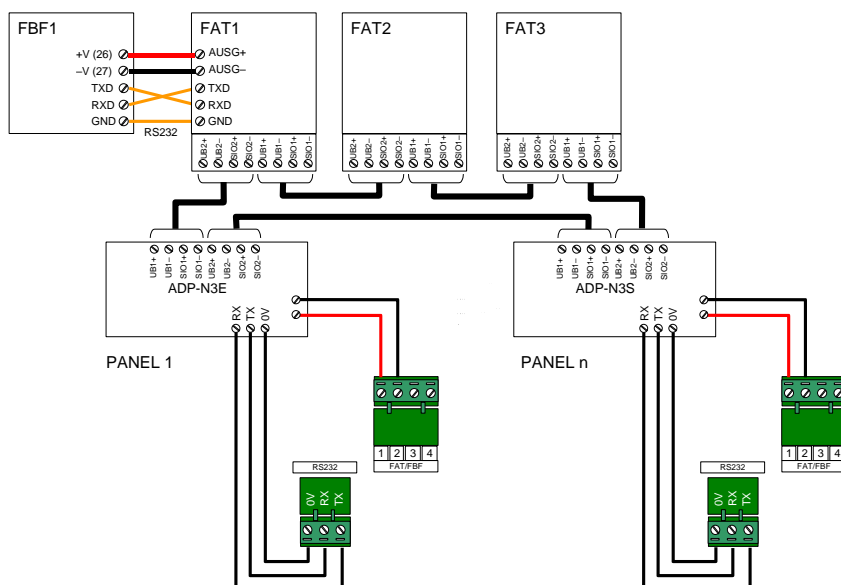 FBF1
FAT1
FAT2
FAT3
+V (26)
–V (27)
TXD
RXD
GND
AUSG+
AUSG–
TXD
RXD
GND
RS232
UB2+
UB2–
SIO2+
SIO2–
UB1+
UB1–
SIO1+
SIO1–
UB2+
UB2–
SIO2+
SIO2–
UB1+
UB1–
SIO1+
SIO1–
UB2+
UB2–
SIO2+
SIO2–
UB1+
UB1–
SIO1+
SIO1–
UB1+
UB1–
SIO1+
SIO1–
UB2+
UB2–
SIO2+
SIO2–
ADP-N3E
RX
TX
0V
UB1+
UB1–
SIO1+
SIO1–
UB2+
UB2–
SIO2+
SIO2–
ADP-N3S
RX
TX
0V
PANEL 1
PANEL n
1 2 3 4
FAT/FBF
1 2 3 4
FAT/FBF
RS232
0V
RX
TX
RS232
0V
RX
TX